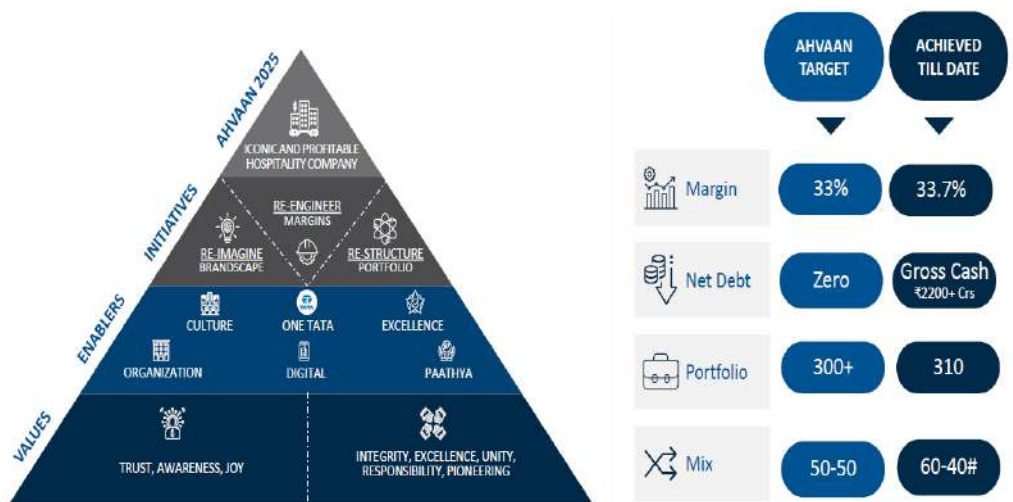 AHVAAN 2025
ICONIC AND PROFITABLE
HOSPITALITY COMPANY
INITIATIVES
RE-ENGINEER
MARGINS
RE-IMAGINE
BRANDSCAPE
RE-STRUCTURE
PORTFOLIO
ENABLERS
CULTURE
ONE TATA
EXCELLENCE
ORGANIZATION
DIGITAL
PAATHYA
VALUES
TRUST, AWARENESS, JOY
INTEGRITY, EXCELLENCE, UNITY,
RESPONSIBILITY, PIONEERING
AHVAAN
TARGET
ACHIEVED
TILL DATE
Margin
33%
33.7%
Net Debt
Zero
Gross Cash
₹2200+ Crs
Portfolio
300+
310
Mix
50-50
60-40#